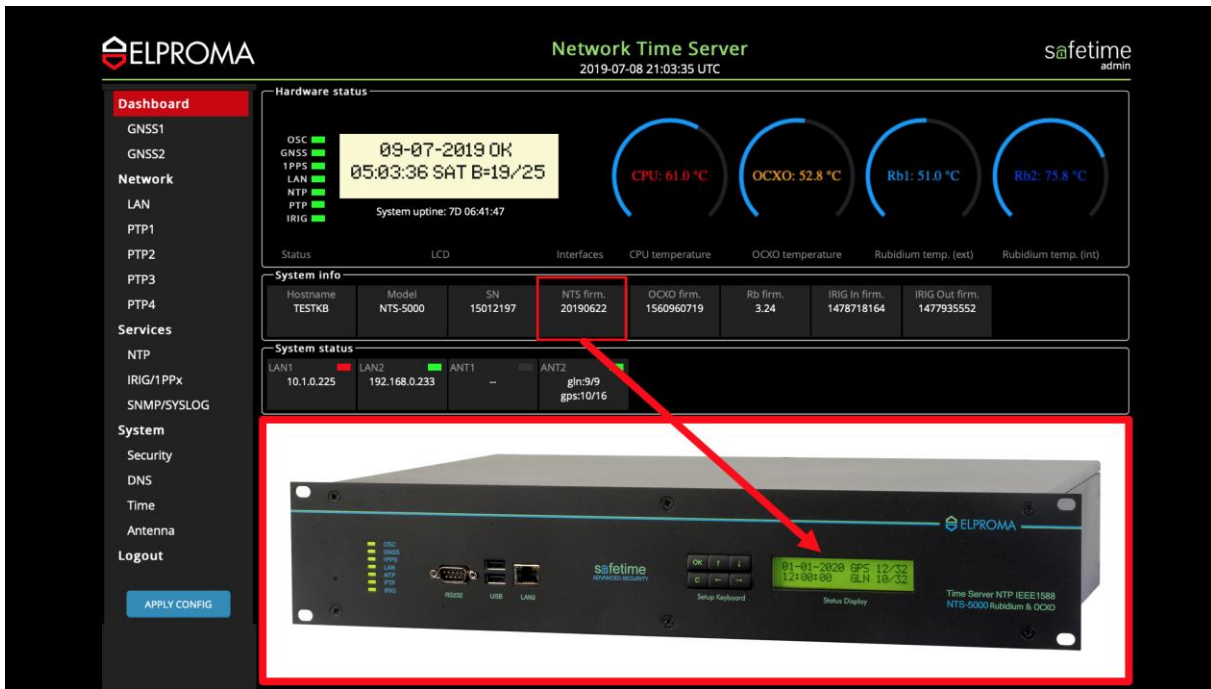 ELPROMA
Network Time Server
2019-07-08 21:03:35 UTC
safetime
admin
Dashboard
GNSS1
GNSS2
Network
LAN
PTP1
PTP2
PTP3
PTP4
Services
NTP
IRIG/1PPx
SNMP/SYSLOG
System
Security
DNS
Time
Antenna
Logout
APPLY CONFIG
Hardware status
OSC
GNSS
1PPS
LAN
NTP
PTP
IRIG
09-07-2019 OK
05:03:36 SAT B=19/25
System uptine: 7D 06:41:47
CPU: 61.0 °C
OCXO: 52.8 °C
Rb1: 51.0 °C
Rb2: 75.8 °C
Status LCD Interfaces CPU temperature OCXO temperature Rubidium temp. (ext) Rubidium temp. (int)
System info
Hostname Model SN NTS firm. OCXO firm. Rb firm. IRIG In firm. IRIG Out firm.
TESTKB NTS-5000 15012197 20190622 1560960719 3.24 1478718164 1477935552
System status
LAN1 LAN2 ANT1 ANT2
10.1.0.225 192.168.0.233 -- gln:9/9
gps:10/16
ELPROMA
OSC
GNSS
1PPS
LAN
NTP
PTP
IRIG
RS232 USB LAN2
safetime
ADVANCED SECURITY
OK ↑ ↓
C ← →
Setup Keyboard
01-01-2020 GPS 12/32
12:00:00 GLN 10/32
Status Display
Time Server NTP IEEE1588
NTS-5000 Rubidium & OCXO